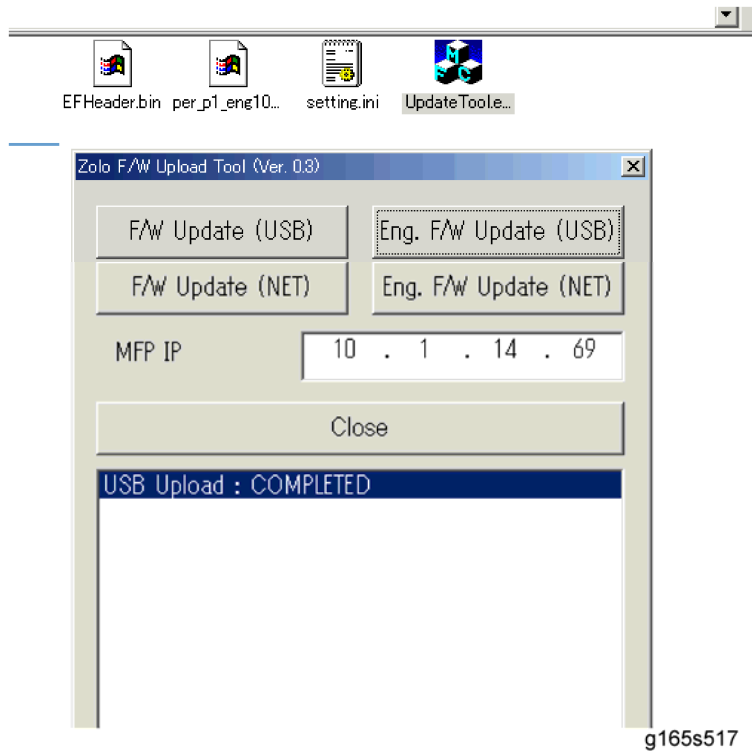 EFHeader.bin per_p1_eng10... setting.ini UpdateTool.e...
Zolo F/W Upload Tool (Ver. 0.3)
F/W Update (USB) Eng. F/W Update (USB)
F/W Update (NET) Eng. F/W Update (NET)
MFP IP 10 . 1 . 14 . 69
Close
USB Upload : COMPLETED
g165s517